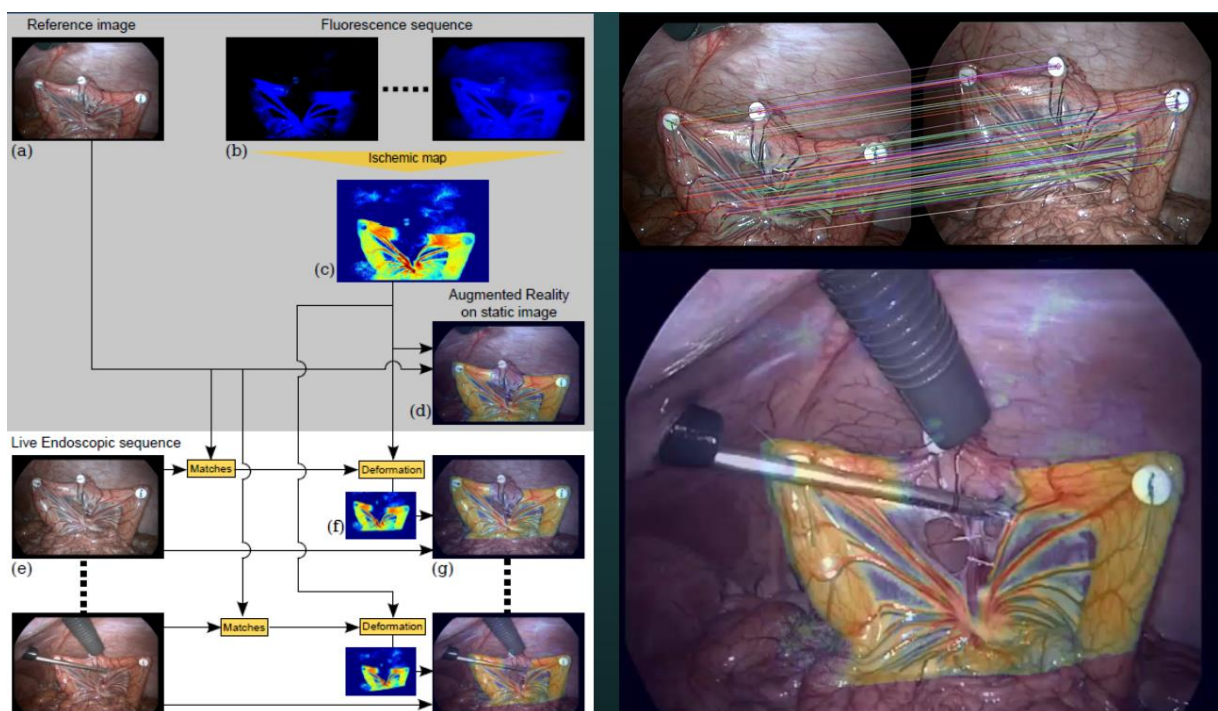 Reference image
Fluorescence sequence
(a)
(b)
Ischemic map
(c)
Augmented Reality
on static image
(d)
Live Endoscopic sequence
Matches
Deformation
(f)
(e)
(g)
Matches
Deformation